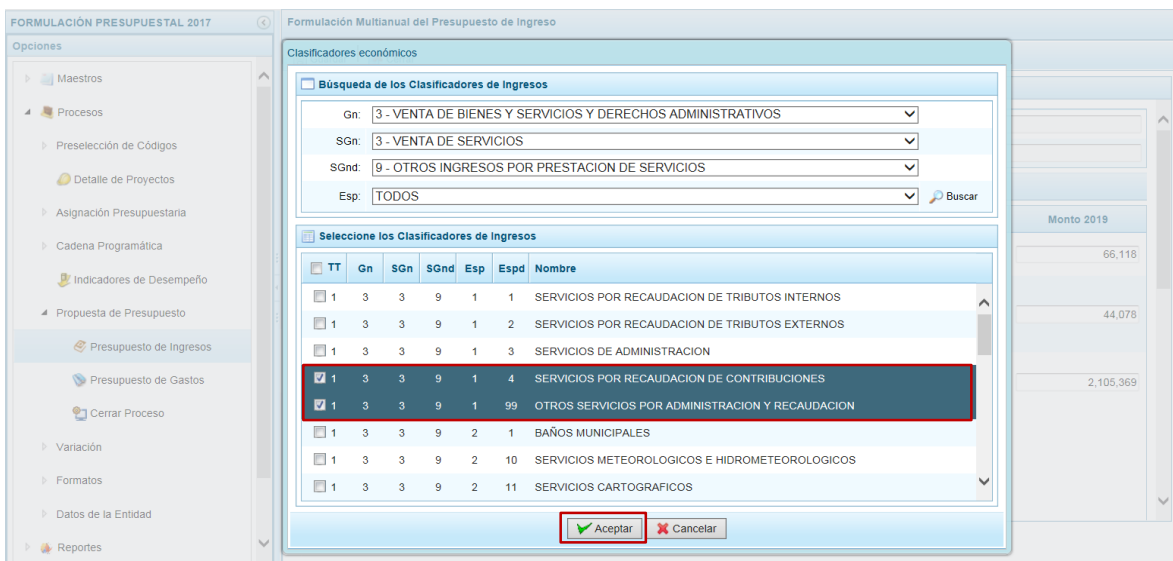 FORMULACIÓN PRESUPUESTAL 2017
Formulación Multianual del Presupuesto de Ingreso
Opciones
Maestros
Procesos
Preselección de Códigos
Detalle de Proyectos
Asignación Presupuestaria
Cadena Programática
Indicadores de Desempeño
Propuesta de Presupuesto
Presupuesto de Ingresos
Presupuesto de Gastos
Cerrar Proceso
Variación
Formatos
Datos de la Entidad
Reportes
Clasificadores económicos
Búsqueda de los Clasificadores de Ingresos
Gn: 3 - VENTA DE BIENES Y SERVICIOS Y DERECHOS ADMINISTRATIVOS
SGn: 3 - VENTA DE SERVICIOS
SGnd: 9 - OTROS INGRESOS POR PRESTACION DE SERVICIOS
Esp: TODOS Buscar
Seleccione los Clasificadores de Ingresos
TT Gn SGn SGnd Esp Espd Nombre
1 3 3 9 1 1 SERVICIOS POR RECAUDACION DE TRIBUTOS INTERNOS
1 3 3 9 1 2 SERVICIOS POR RECAUDACION DE TRIBUTOS EXTERNOS
1 3 3 9 1 3 SERVICIOS DE ADMINISTRACION
1 3 3 9 1 4 SERVICIOS POR RECAUDACION DE CONTRIBUCIONES
1 3 3 9 1 99 OTROS SERVICIOS POR ADMINISTRACION Y RECAUDACION
1 3 3 9 2 1 BAÑOS MUNICIPALES
1 3 3 9 2 10 SERVICIOS METEOROLOGICOS E HIDROMETEOROLOGICOS
1 3 3 9 2 11 SERVICIOS CARTOGRAFICOS
Aceptar Cancelar
Monto 2019
66,118
44,078
2,105,369